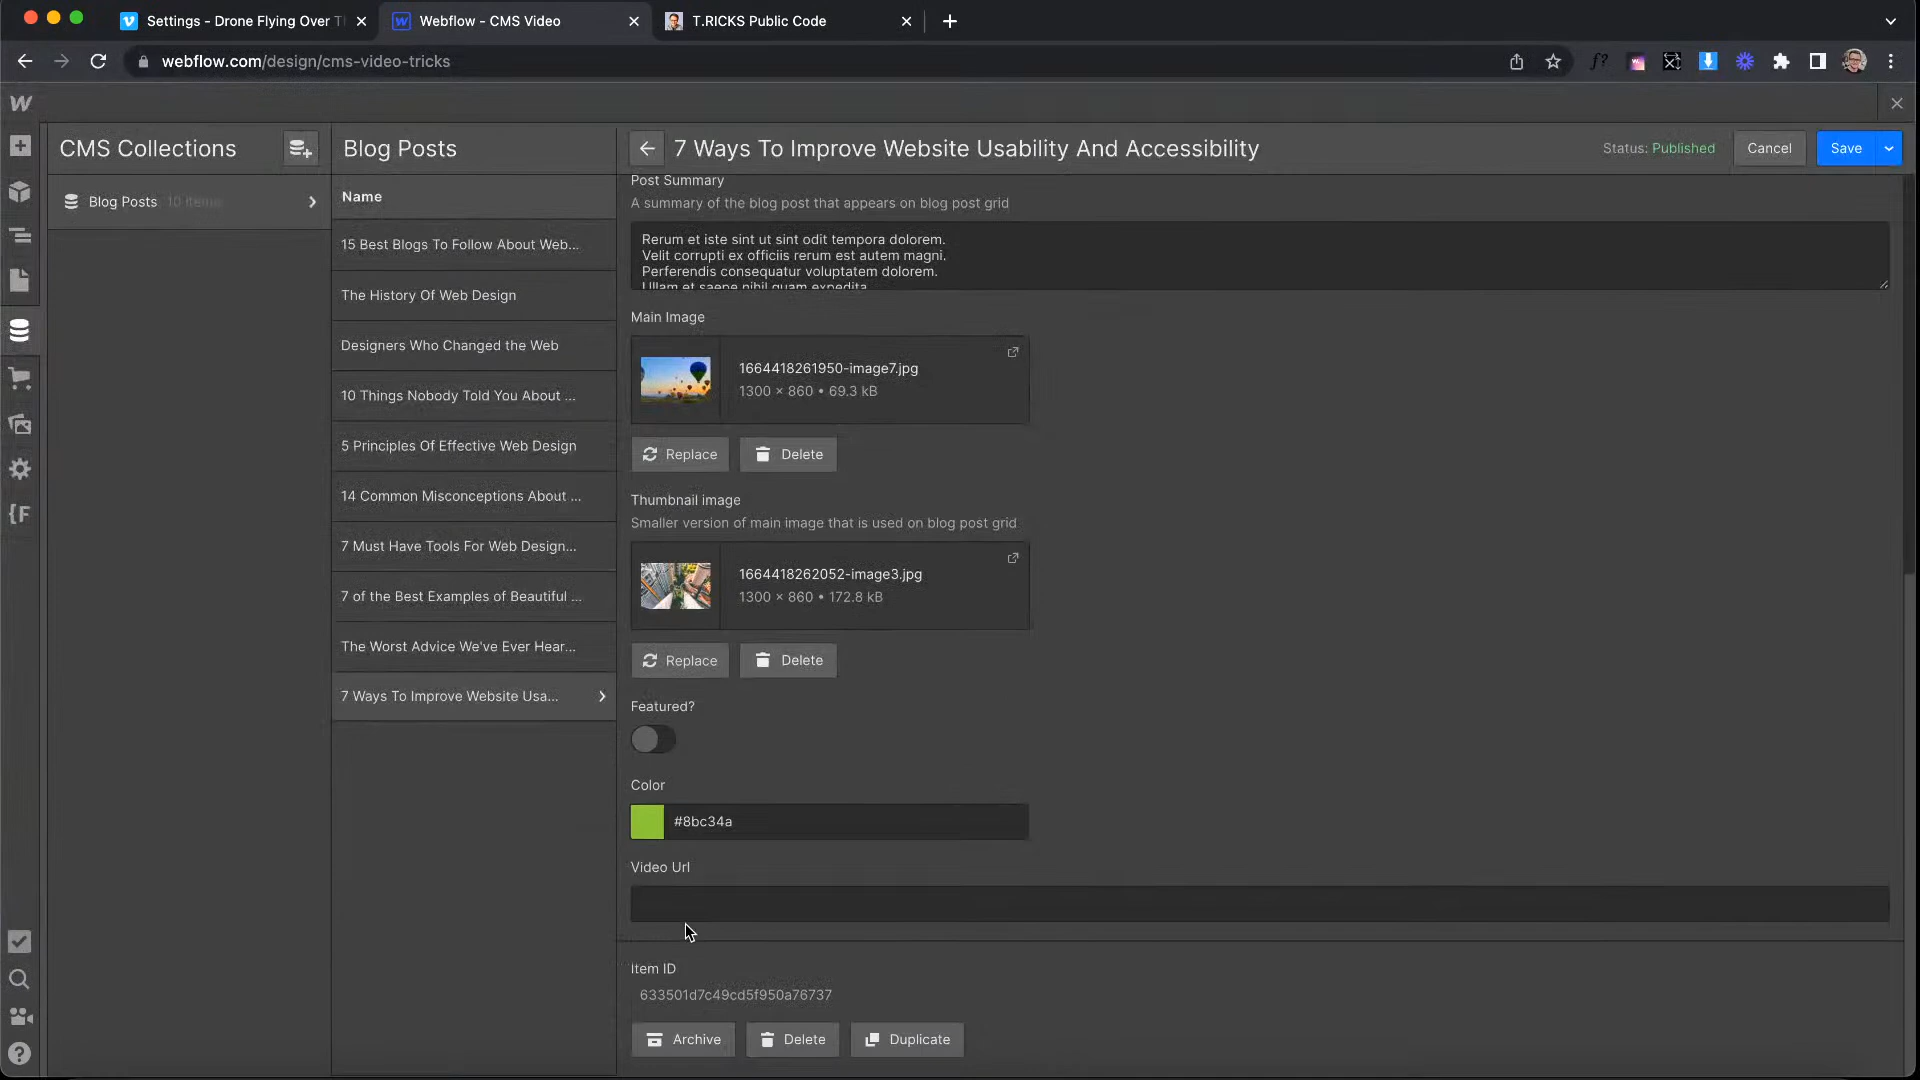 Settings - Drone Flying Over T
Webflow - CMS Video
T.RICKS Public Code
webflow.com/design/cms-video-tricks
f?
CMS Collections
Blog Posts
7 Ways To Improve Website Usability And Accessibility
Status: Published
Cancel
Save
Blog Posts 10 items
Name
15 Best Blogs To Follow About Web...
The History Of Web Design
Designers Who Changed the Web
10 Things Nobody Told You About ...
5 Principles Of Effective Web Design
14 Common Misconceptions About ...
7 Must Have Tools For Web Design...
7 of the Best Examples of Beautiful ...
The Worst Advice We've Ever Hear...
7 Ways To Improve Website Usa...
Post Summary
A summary of the blog post that appears on blog post grid
Rerum et iste sint ut sint odit tempora dolorem.
Velit corrupti ex officiis rerum est autem magni.
Perferendis consequatur voluptatem dolorem.
Ullam et saepe nihil quam expedita
Main Image
1664418261950-image7.jpg
1300 × 860 • 69.3 kB
Replace
Delete
Thumbnail image
Smaller version of main image that is used on blog post grid
1664418262052-image3.jpg
1300 × 860 • 172.8 kB
Replace
Delete
Featured?
Color
#8bc34a
Video Url
Item ID
633501d7c49cd5f950a76737
Archive
Delete
Duplicate